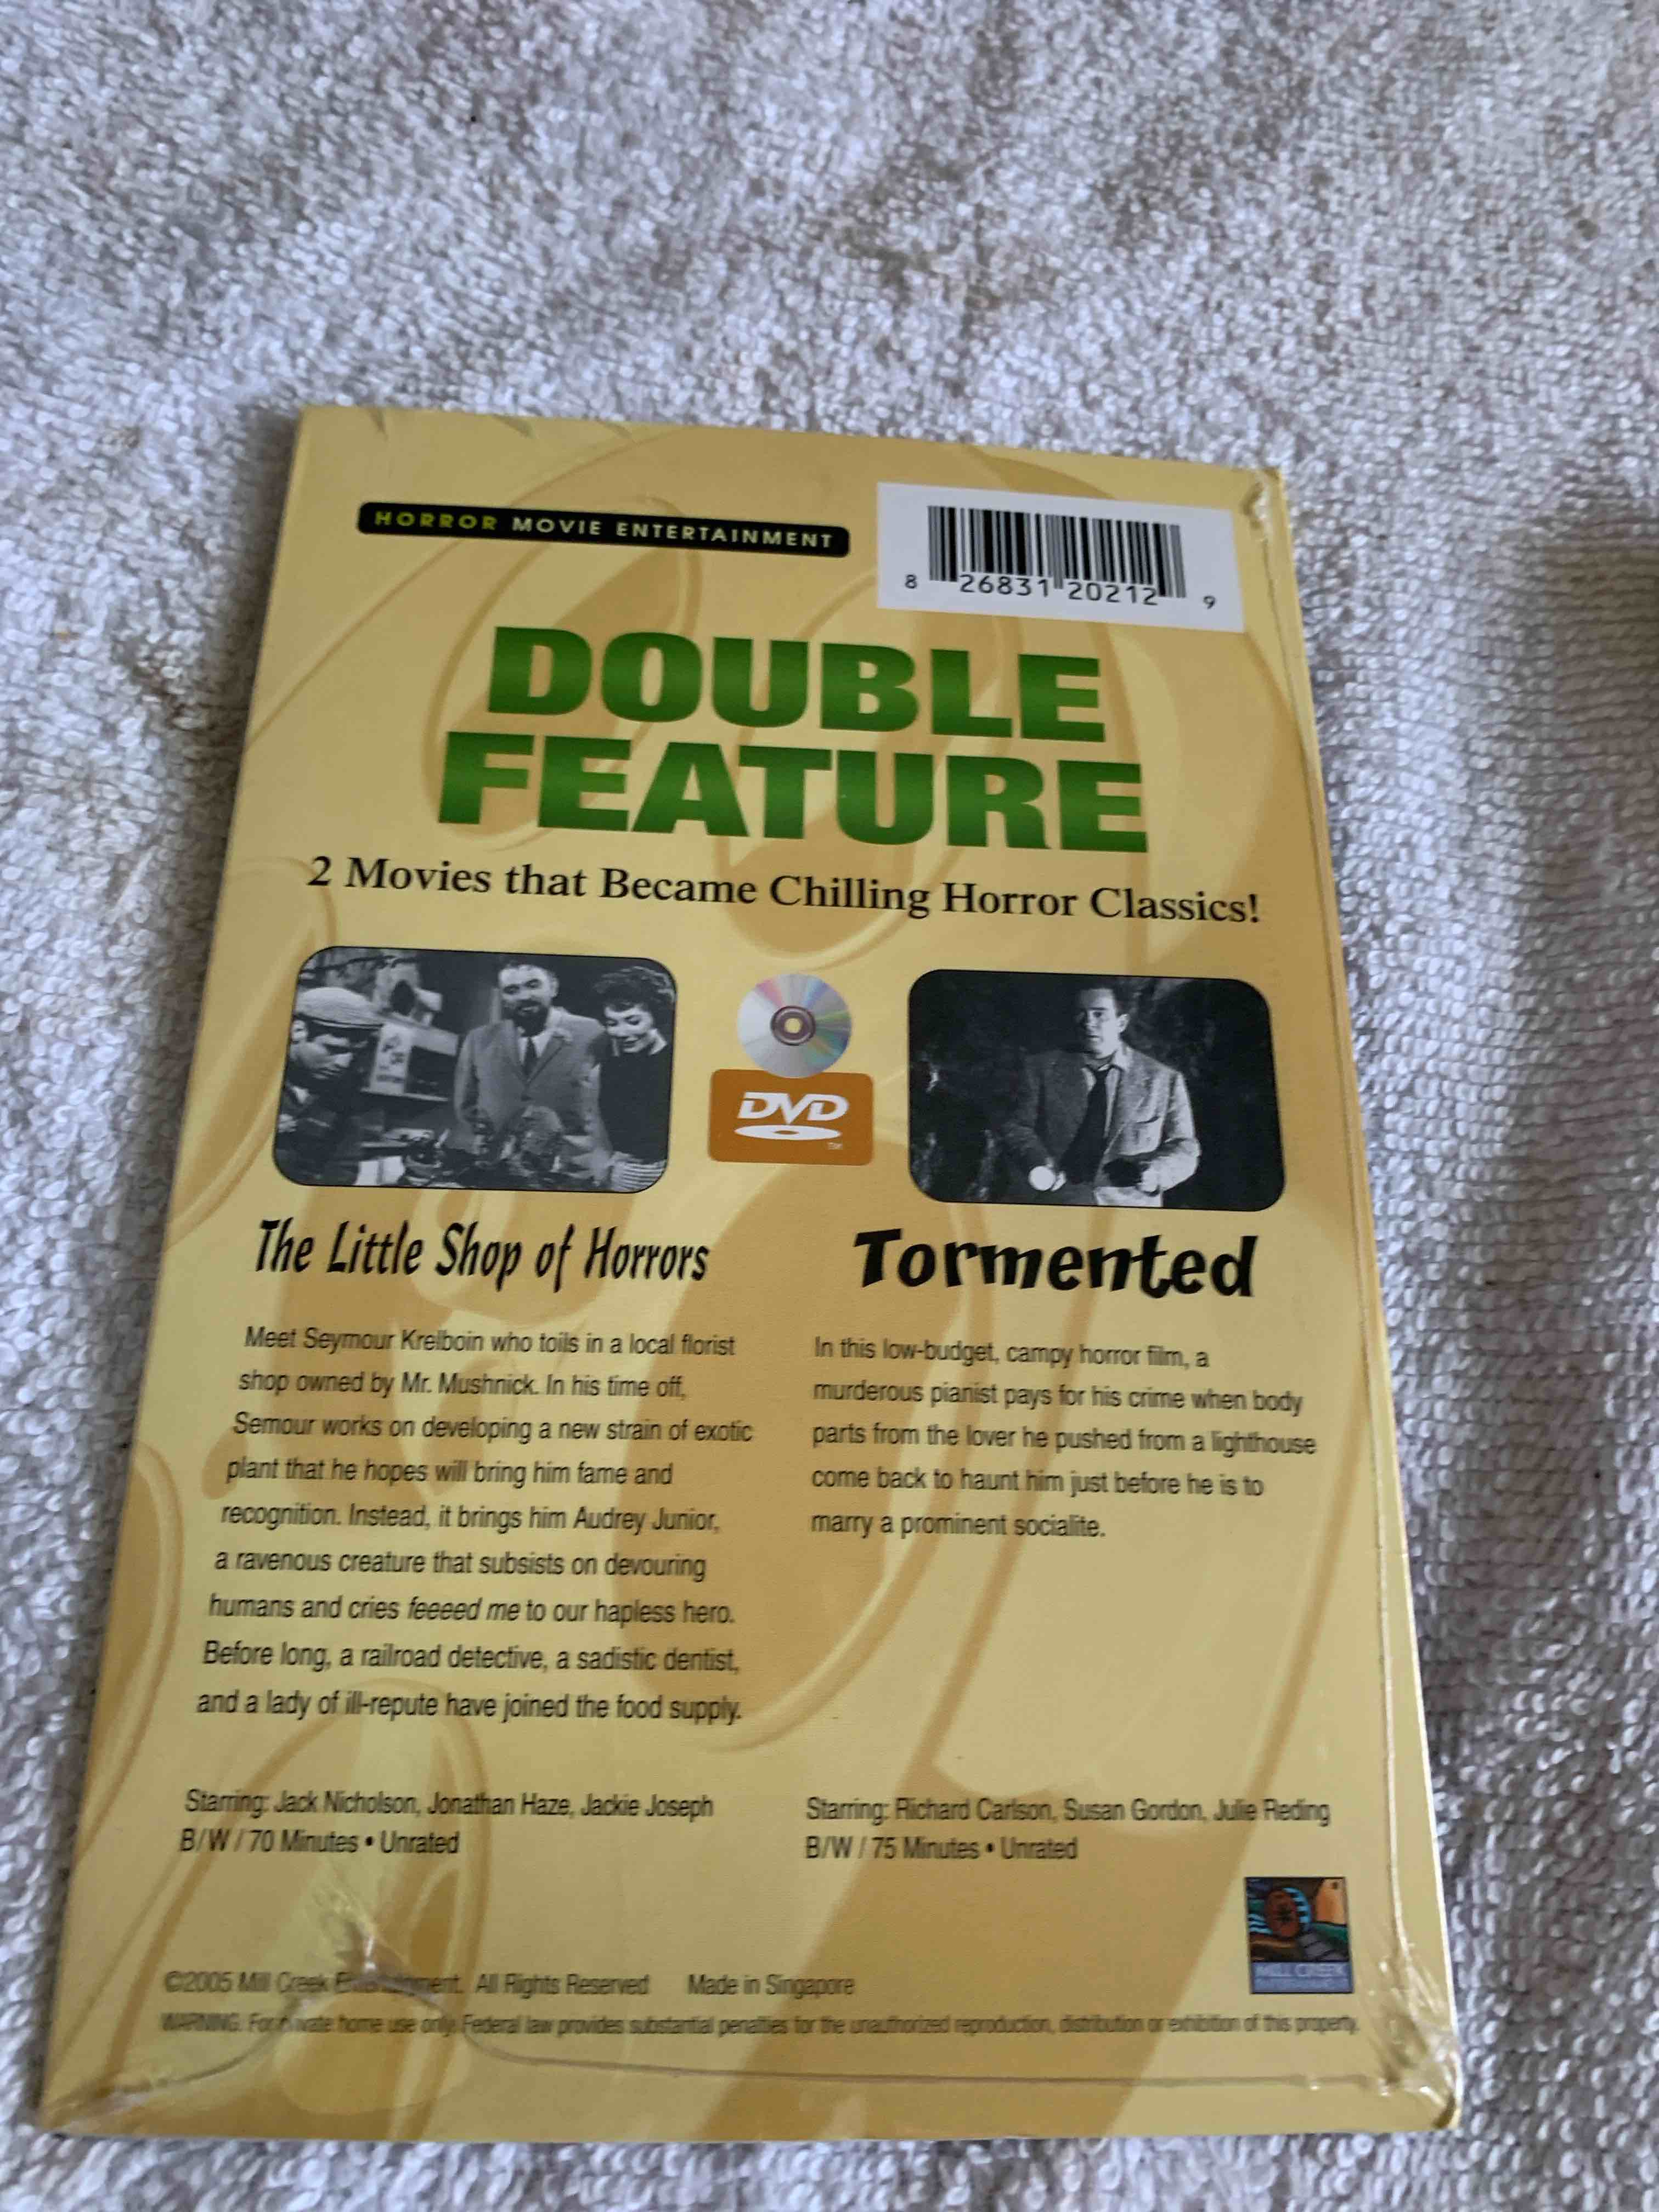 HORROR MOVIE ENTERTAINMENT
8 26831 20212 9
DOUBLE
FEATURE
2 Movies that Became Chilling Horror Classics!
DVD
TM
The Little Shop of Horrors
Meet Seymour Krelboin who toils in a local florist
shop owned by Mr. Mushnick. In his time off,
Semour works on developing a new strain of exotic
plant that he hopes will bring him fame and
recognition. Instead, it brings him Audrey Junior,
a ravenous creature that subsists on devouring
humans and cries feeeed me to our hapless hero.
Before long, a railroad detective, a sadistic dentist,
and a lady of ill-repute have joined the food supply.
Starring: Jack Nicholson, Jonathan Haze, Jackie Joseph
B/W / 70 Minutes • Unrated
Tormented
In this low-budget, campy horror film, a
murderous pianist pays for his crime when body
parts from the lover he pushed from a lighthouse
come back to haunt him just before he is to
marry a prominent socialite.
Starring: Richard Carlson, Susan Gordon, Julie Reding
B/W / 75 Minutes • Unrated
MILL CREEK
©2005 Mill Creek Entertainment. All Rights Reserved Made in Singapore
WARNING: For private home use only. Federal law provides substantial penalties for the unauthorized reproduction, distribution or exhibition of this property.